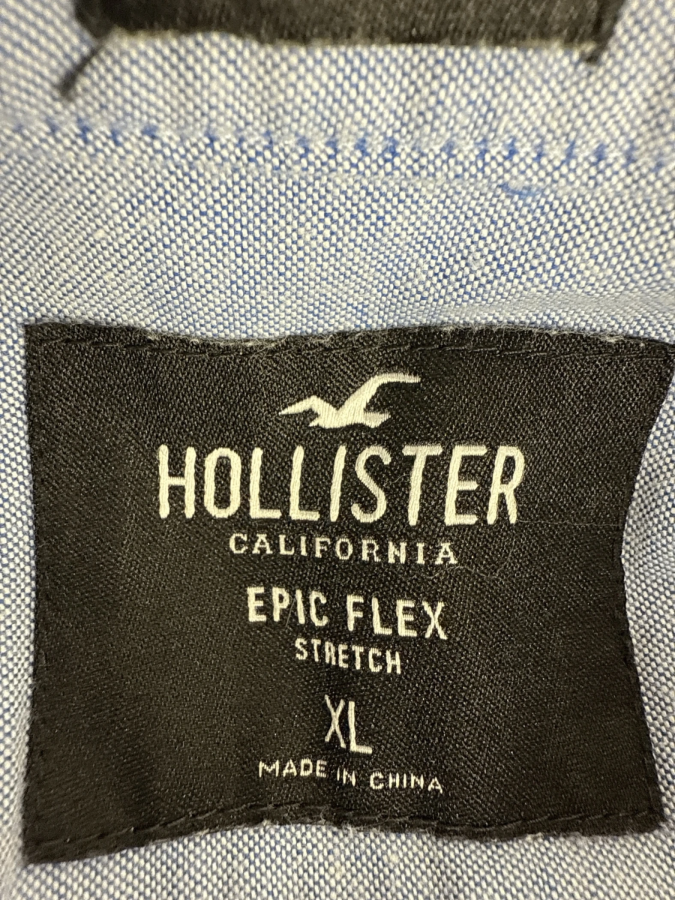 HOLLISTER
CALIFORNIA
EPIC FLEX
STRETCH
XL
MADE IN CHINA